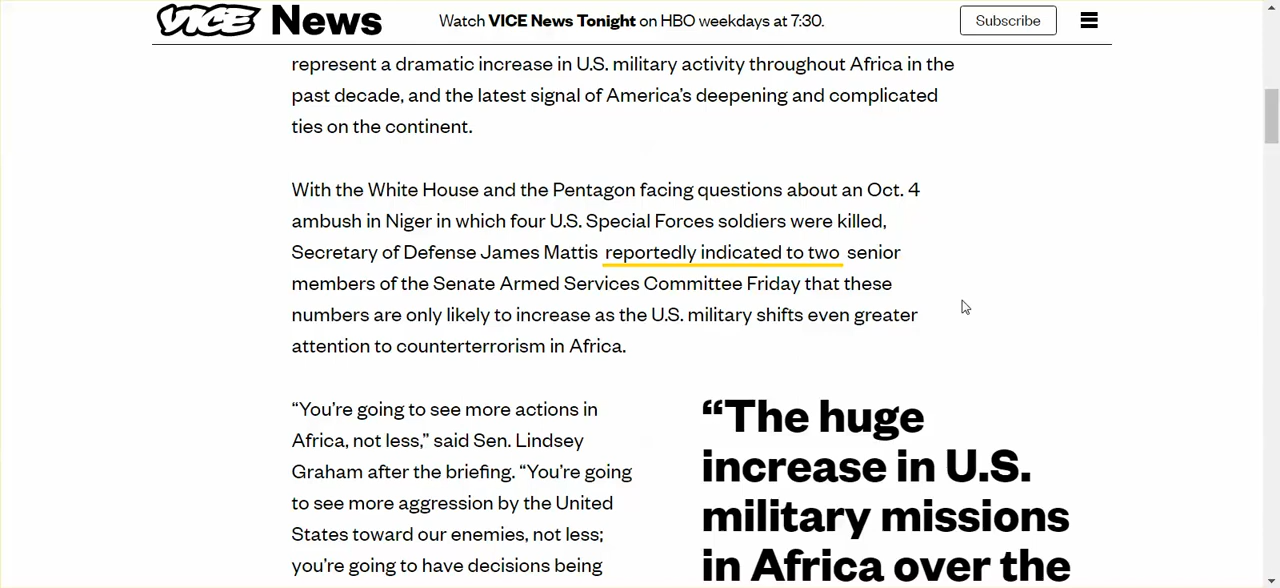 VICE News
Watch VICE News Tonight on HBO weekdays at 7:30.
Subscribe
represent a dramatic increase in U.S. military activity throughout Africa in the
past decade, and the latest signal of America’s deepening and complicated
ties on the continent.
With the White House and the Pentagon facing questions about an Oct. 4
ambush in Niger in which four U.S. Special Forces soldiers were killed,
Secretary of Defense James Mattis reportedly indicated to two senior
members of the Senate Armed Services Committee Friday that these
numbers are only likely to increase as the U.S. military shifts even greater
attention to counterterrorism in Africa.
“You’re going to see more actions in
Africa, not less,” said Sen. Lindsey
Graham after the briefing. “You’re going
to see more aggression by the United
States toward our enemies, not less;
you’re going to have decisions being
“The huge
increase in U.S.
military missions
in Africa over the